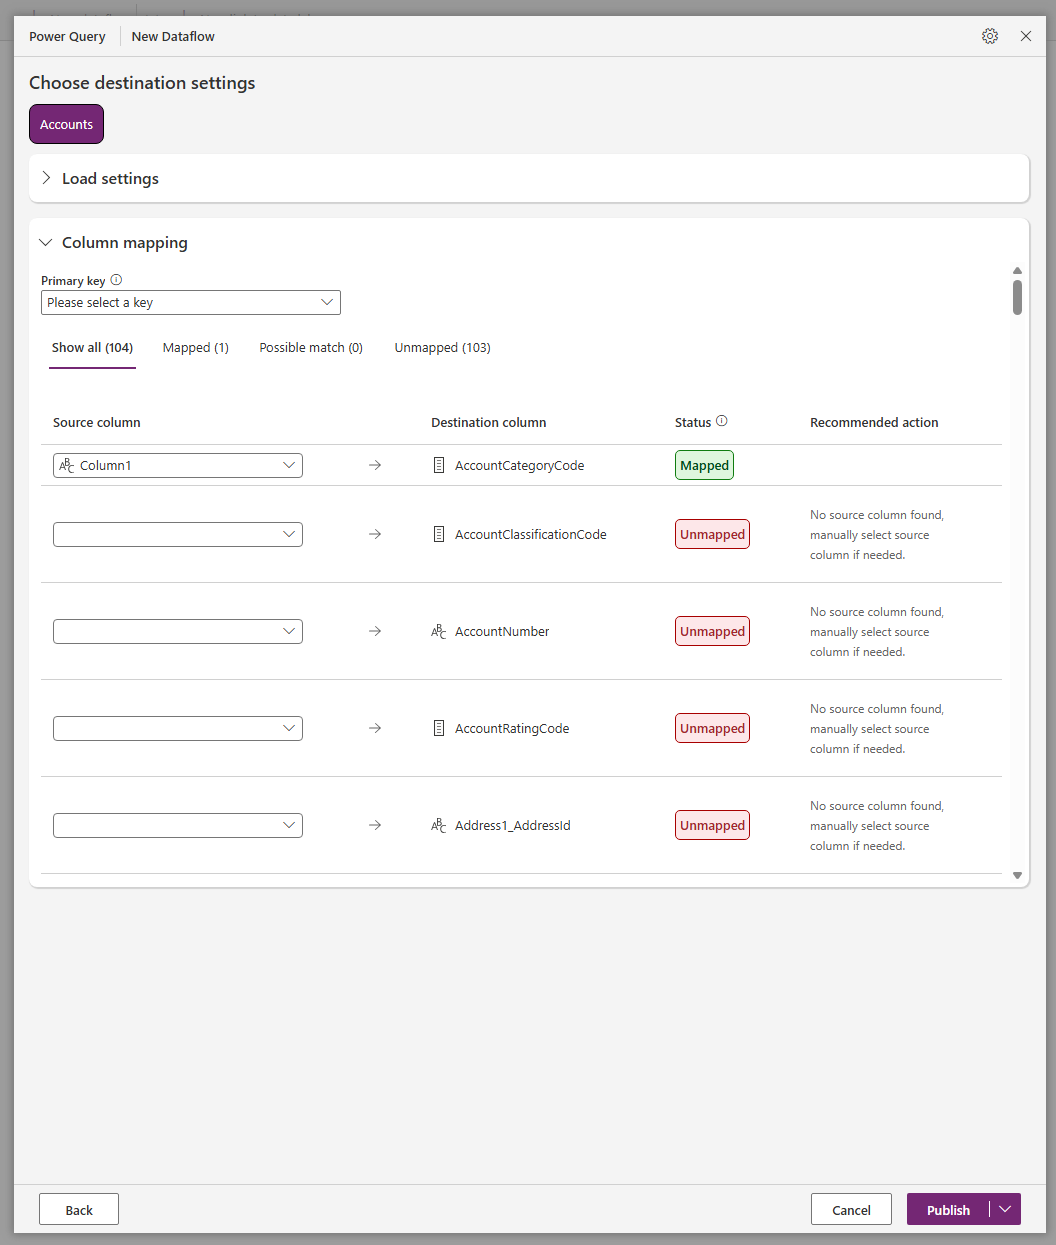 Power Query
New Dataflow
Choose destination settings
Accounts
Load settings
Column mapping
Primary key
Please select a key
Show all (104) Mapped (1) Possible match (0) Unmapped (103)
Source column Destination column Status Recommended action
ABC Column1 AccountCategoryCode Mapped
AccountClassificationCode Unmapped No source column found,
manually select source
column if needed.
ABC AccountNumber Unmapped No source column found,
manually select source
column if needed.
AccountRatingCode Unmapped No source column found,
manually select source
column if needed.
ABC Address1_AddressId Unmapped No source column found,
manually select source
column if needed.
Back Cancel Publish